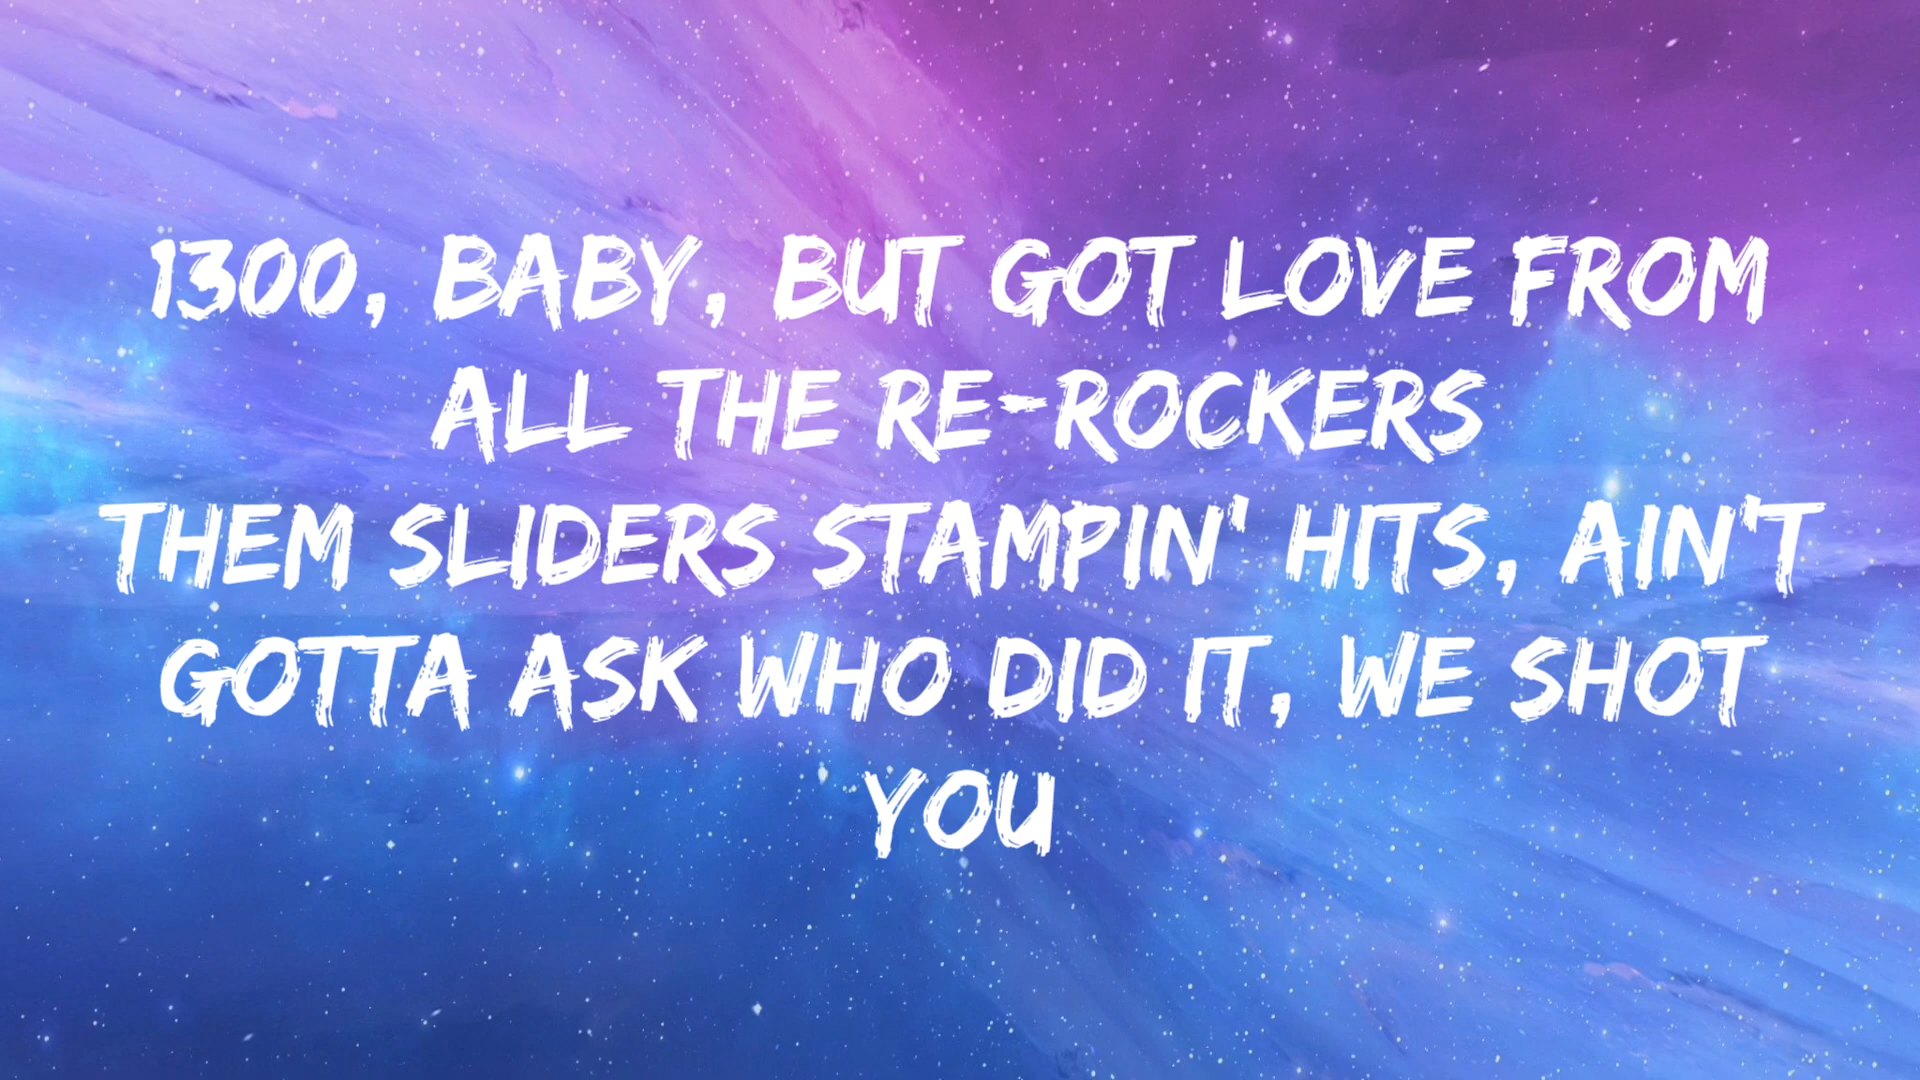 1300, BABY, BUT GOT LOVE FROM
ALL THE RE-ROCKERS
THEM SLIDERS STAMPIN' HITS, AIN'T
GOTTA ASK WHO DID IT, WE SHOT
YOU